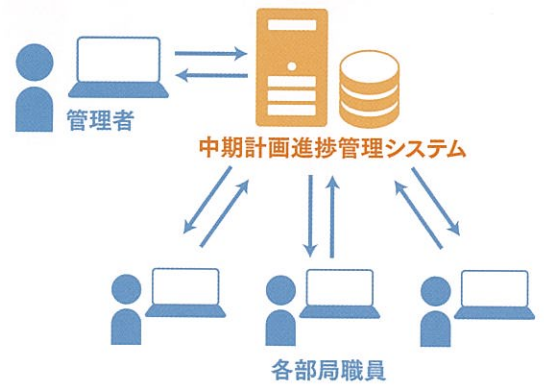 管理者
中期計画進捗管理システム
各部局職員